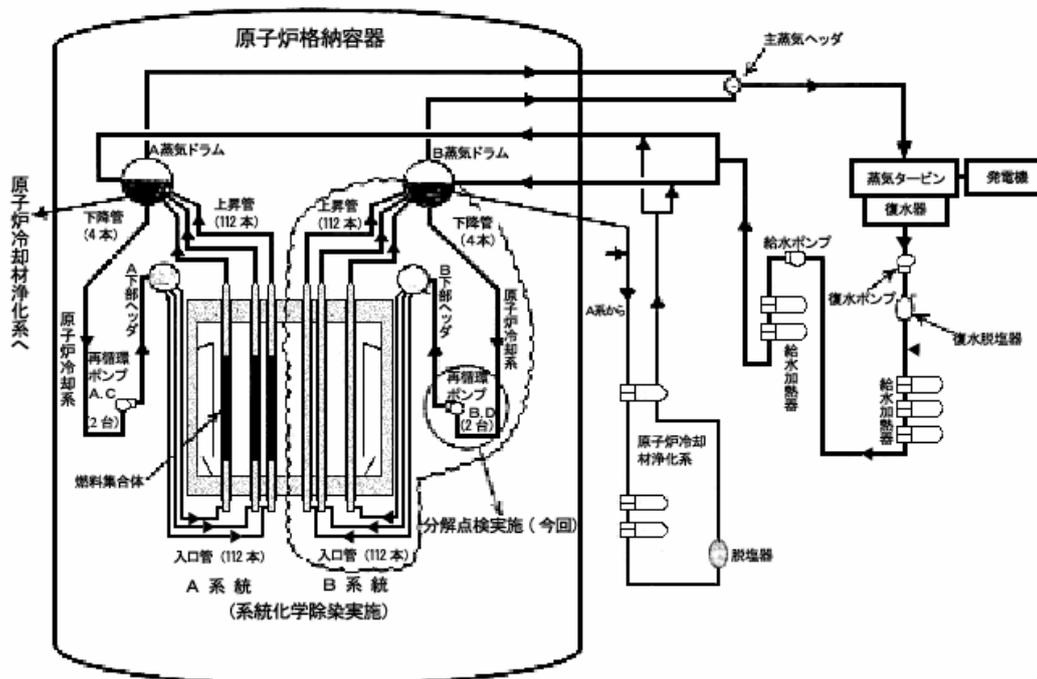 原子炉格納容器
主蒸気ヘッダ
A蒸気ドラム
B蒸気ドラム
原子炉冷却材浄化系へ
下降管
(4本)
上昇管
(112本)
上昇管
(112本)
下降管
(4本)
蒸気タービン
発電機
復水器
給水ポンプ
復水ポンプ
復水脱塩器
給水加熱器
給水加熱器
A系から
A下部ヘッダ
B下部ヘッダ
原子炉冷却系
原子炉冷却系
再循環
ポンプ
A.C
(2台)
再循環
ポンプ
B.D
(2台)
原子炉冷却
材浄化系
燃料集合体
分解点検実施(今回)
脱塩器
入口管(112本)
入口管(112本)
A系統
B系統
(系統化学除染実施)